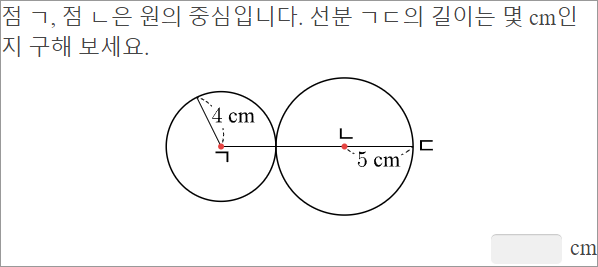 점 ㄱ, 점 ㄴ은 원의 중심입니다. 선분 ㄱㄷ의 길이는 몇 cm인
지 구해 보세요.
4 cm
ㄴ
ㄷ
ㄱ
5 cm
cm